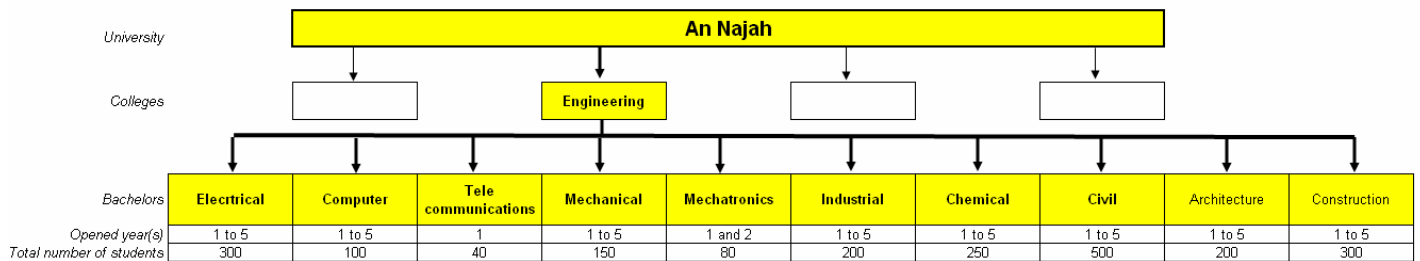 An Najah
University
Colleges
Engineering
Bachelors Elecrtrical Computer Tele communications Mechanical Mechatronics Industrial Chemical Civil Architecture Construction
Opened year(s) 1 to 5 1 to 5 1 1 to 5 1 and 2 1 to 5 1 to 5 1 to 5 1 to 5 1 to 5
Total number of students 300 100 40 150 80 200 250 500 200 300